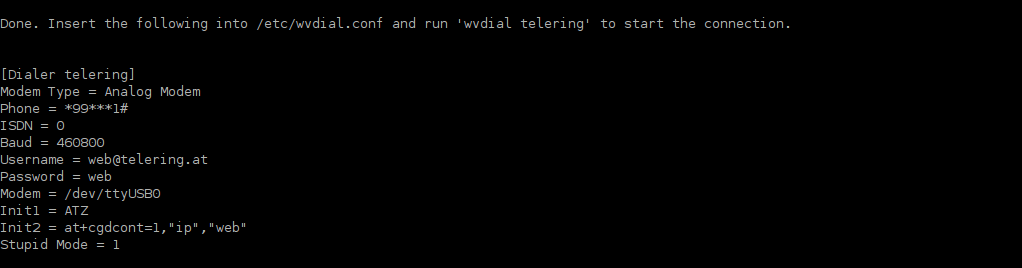 Done. Insert the following into /etc/wvdial.conf and run 'wvdial telering' to start the connection.
[Dialer telering]
Modem Type = Analog Modem
Phone = *99***1#
ISDN = 0
Baud = 460800
Username = web@telering.at
Password = web
Modem = /dev/ttyUSB0
Init1 = ATZ
Init2 = at+cgdcont=1,"ip","web"
Stupid Mode = 1